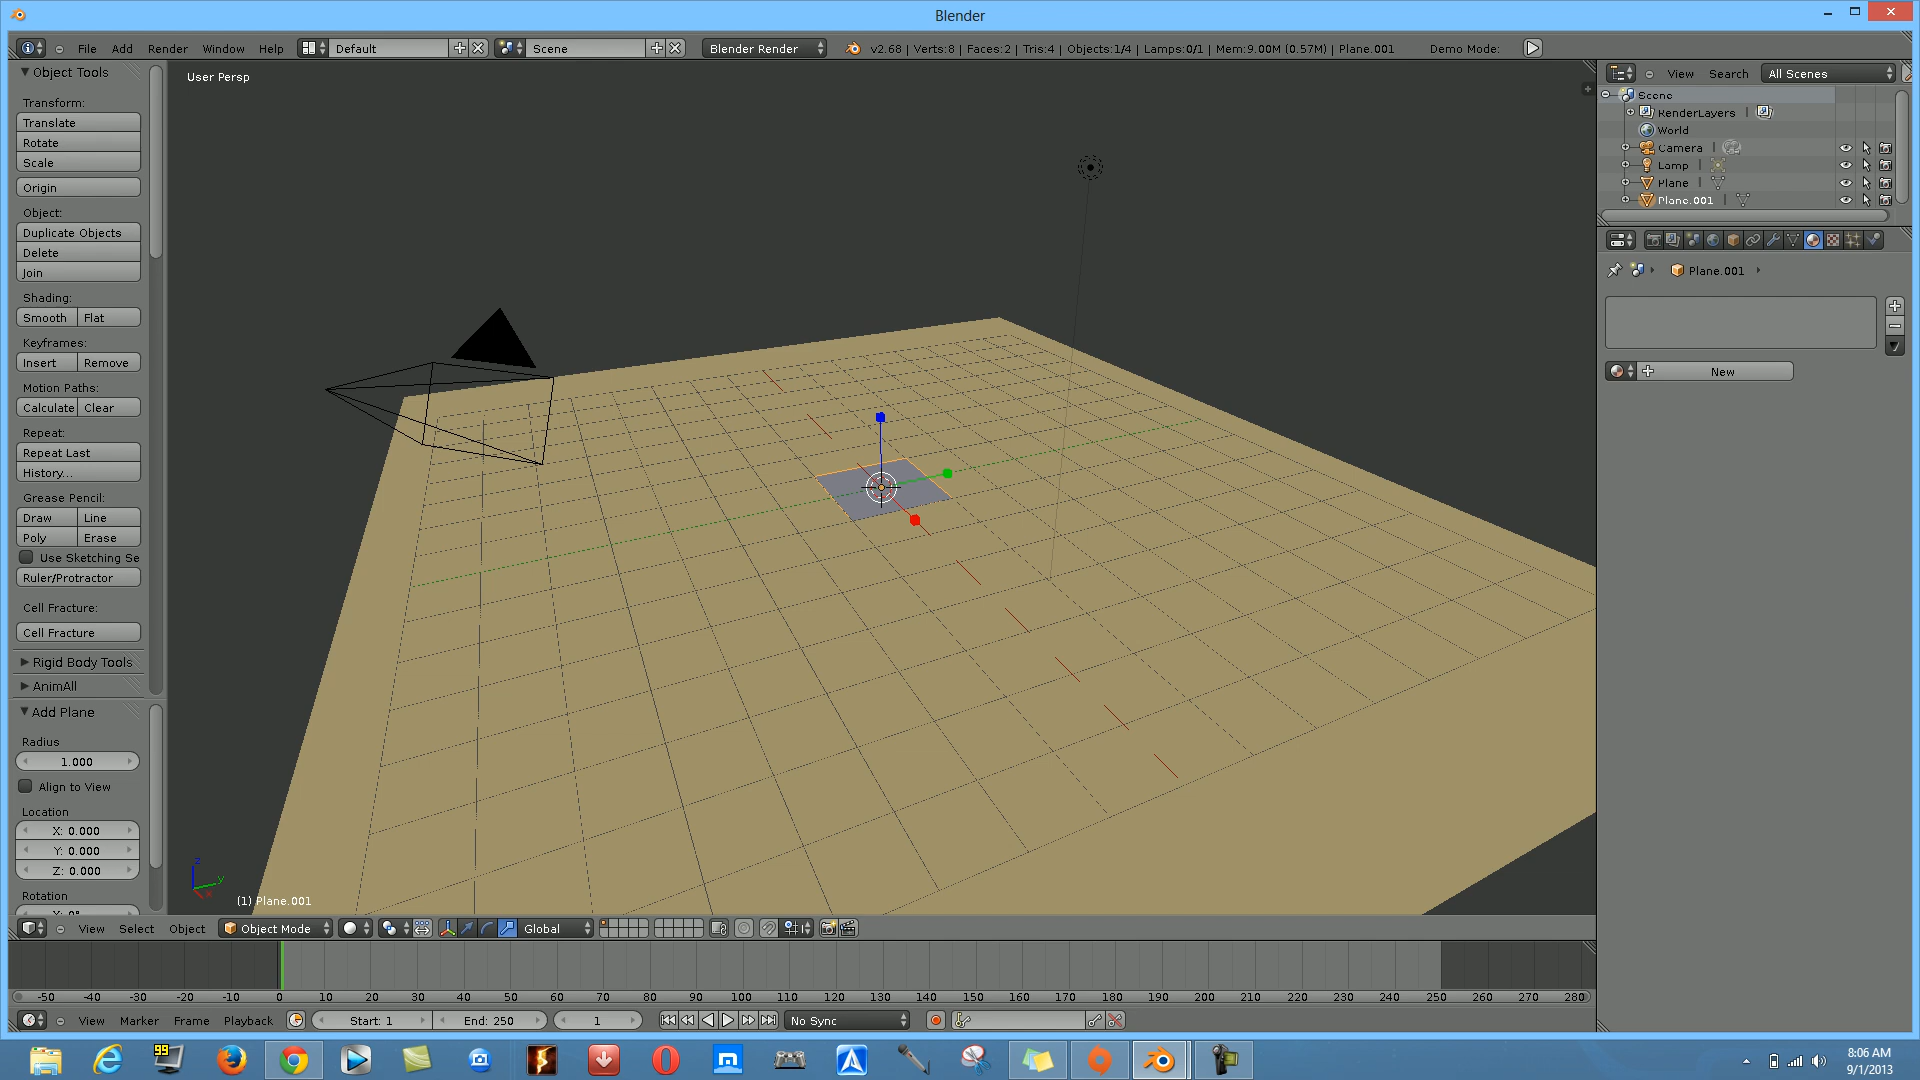 Blender
File Add Render Window Help Default Scene Blender Render v2.68 | Verts:8 | Faces:2 | Tris:4 | Objects:1/4 | Lamps:0/1 | Mem:9.00M (0.57M) | Plane.001 Demo Mode:
Object Tools
Transform:
Translate
Rotate
Scale
Origin
Object:
Duplicate Objects
Delete
Join
Shading:
Smooth Flat
Keyframes:
Insert Remove
Motion Paths:
Calculate Clear
Repeat:
Repeat Last
History...
Grease Pencil:
Draw Line
Poly Erase
Use Sketching Se
Ruler/Protractor
Cell Fracture:
Cell Fracture
Rigid Body Tools
AnimAll
Add Plane
Radius
1.000
Align to View
Location
X: 0.000
Y: 0.000
Z: 0.000
Rotation
X: 0°
User Persp
z
y
x
(1) Plane.001
View Search All Scenes
Scene
RenderLayers |
World
Camera |
Lamp |
Plane |
Plane.001 |
Plane.001
New
View Select Object Object Mode Global
-50 -40 -30 -20 -10 0 10 20 30 40 50 60 70 80 90 100 110 120 130 140 150 160 170 180 190 200 210 220 230 240 250 260 270 280
View Marker Frame Playback Start: 1 End: 250 1 No Sync
99
8:06 AM
9/1/2013